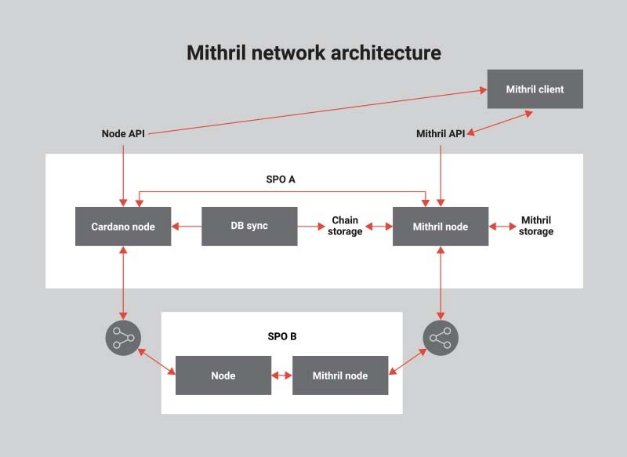 Mithril network architecture
Mithril client
Node API
Mithril API
SPO A
Cardano node
DB sync
Chain
storage
Mithril node
Mithril
storage
SPO B
Node
Mithril node